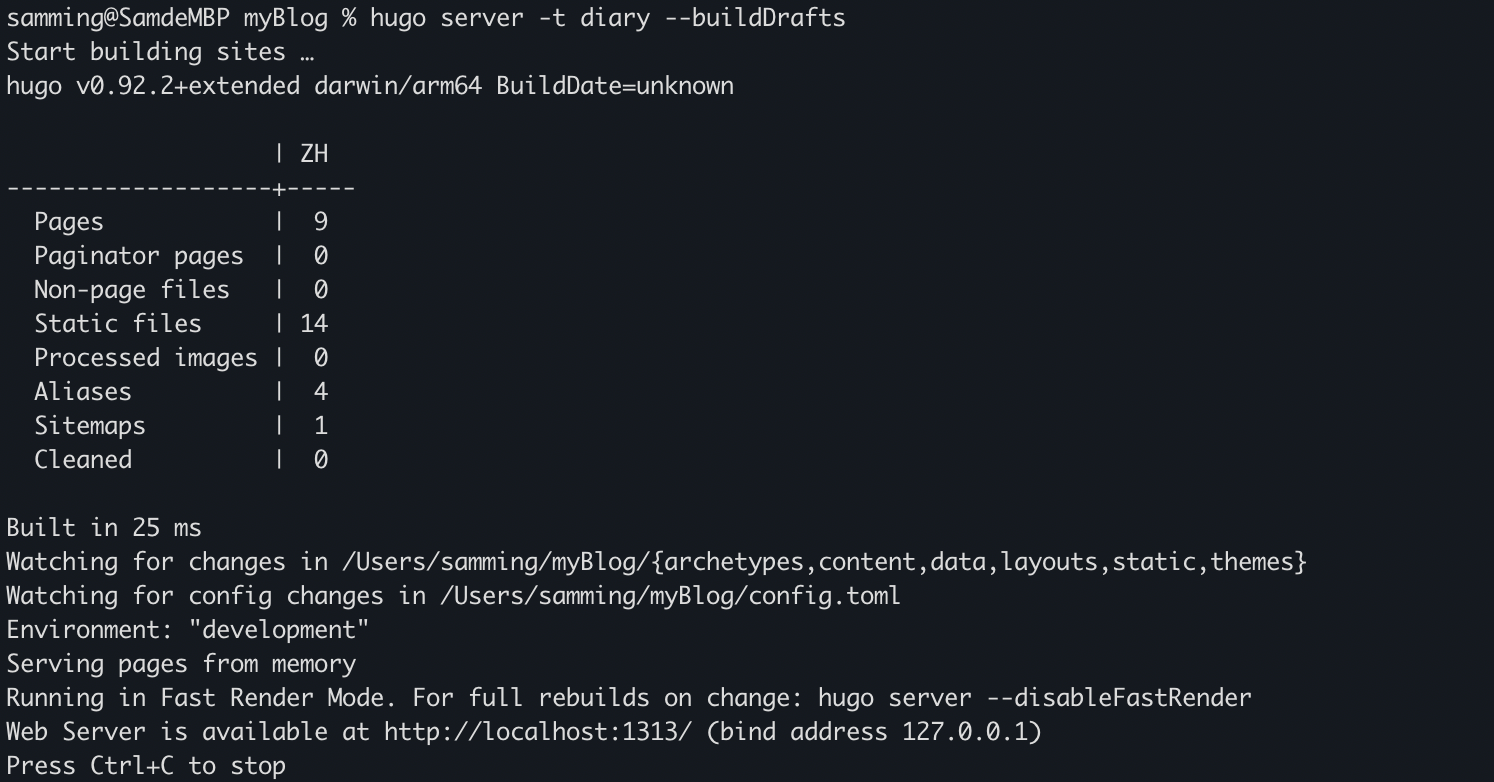 samming@SamdeMBP myBlog % hugo server -t diary --buildDrafts
Start building sites …
hugo v0.92.2+extended darwin/arm64 BuildDate=unknown

                   | ZH
-------------------+-----
  Pages            |  9
  Paginator pages  |  0
  Non-page files   |  0
  Static files     | 14
  Processed images |  0
  Aliases          |  4
  Sitemaps         |  1
  Cleaned          |  0

Built in 25 ms
Watching for changes in /Users/samming/myBlog/{archetypes,content,data,layouts,static,themes}
Watching for config changes in /Users/samming/myBlog/config.toml
Environment: "development"
Serving pages from memory
Running in Fast Render Mode. For full rebuilds on change: hugo server --disableFastRender
Web Server is available at http://localhost:1313/ (bind address 127.0.0.1)
Press Ctrl+C to stop